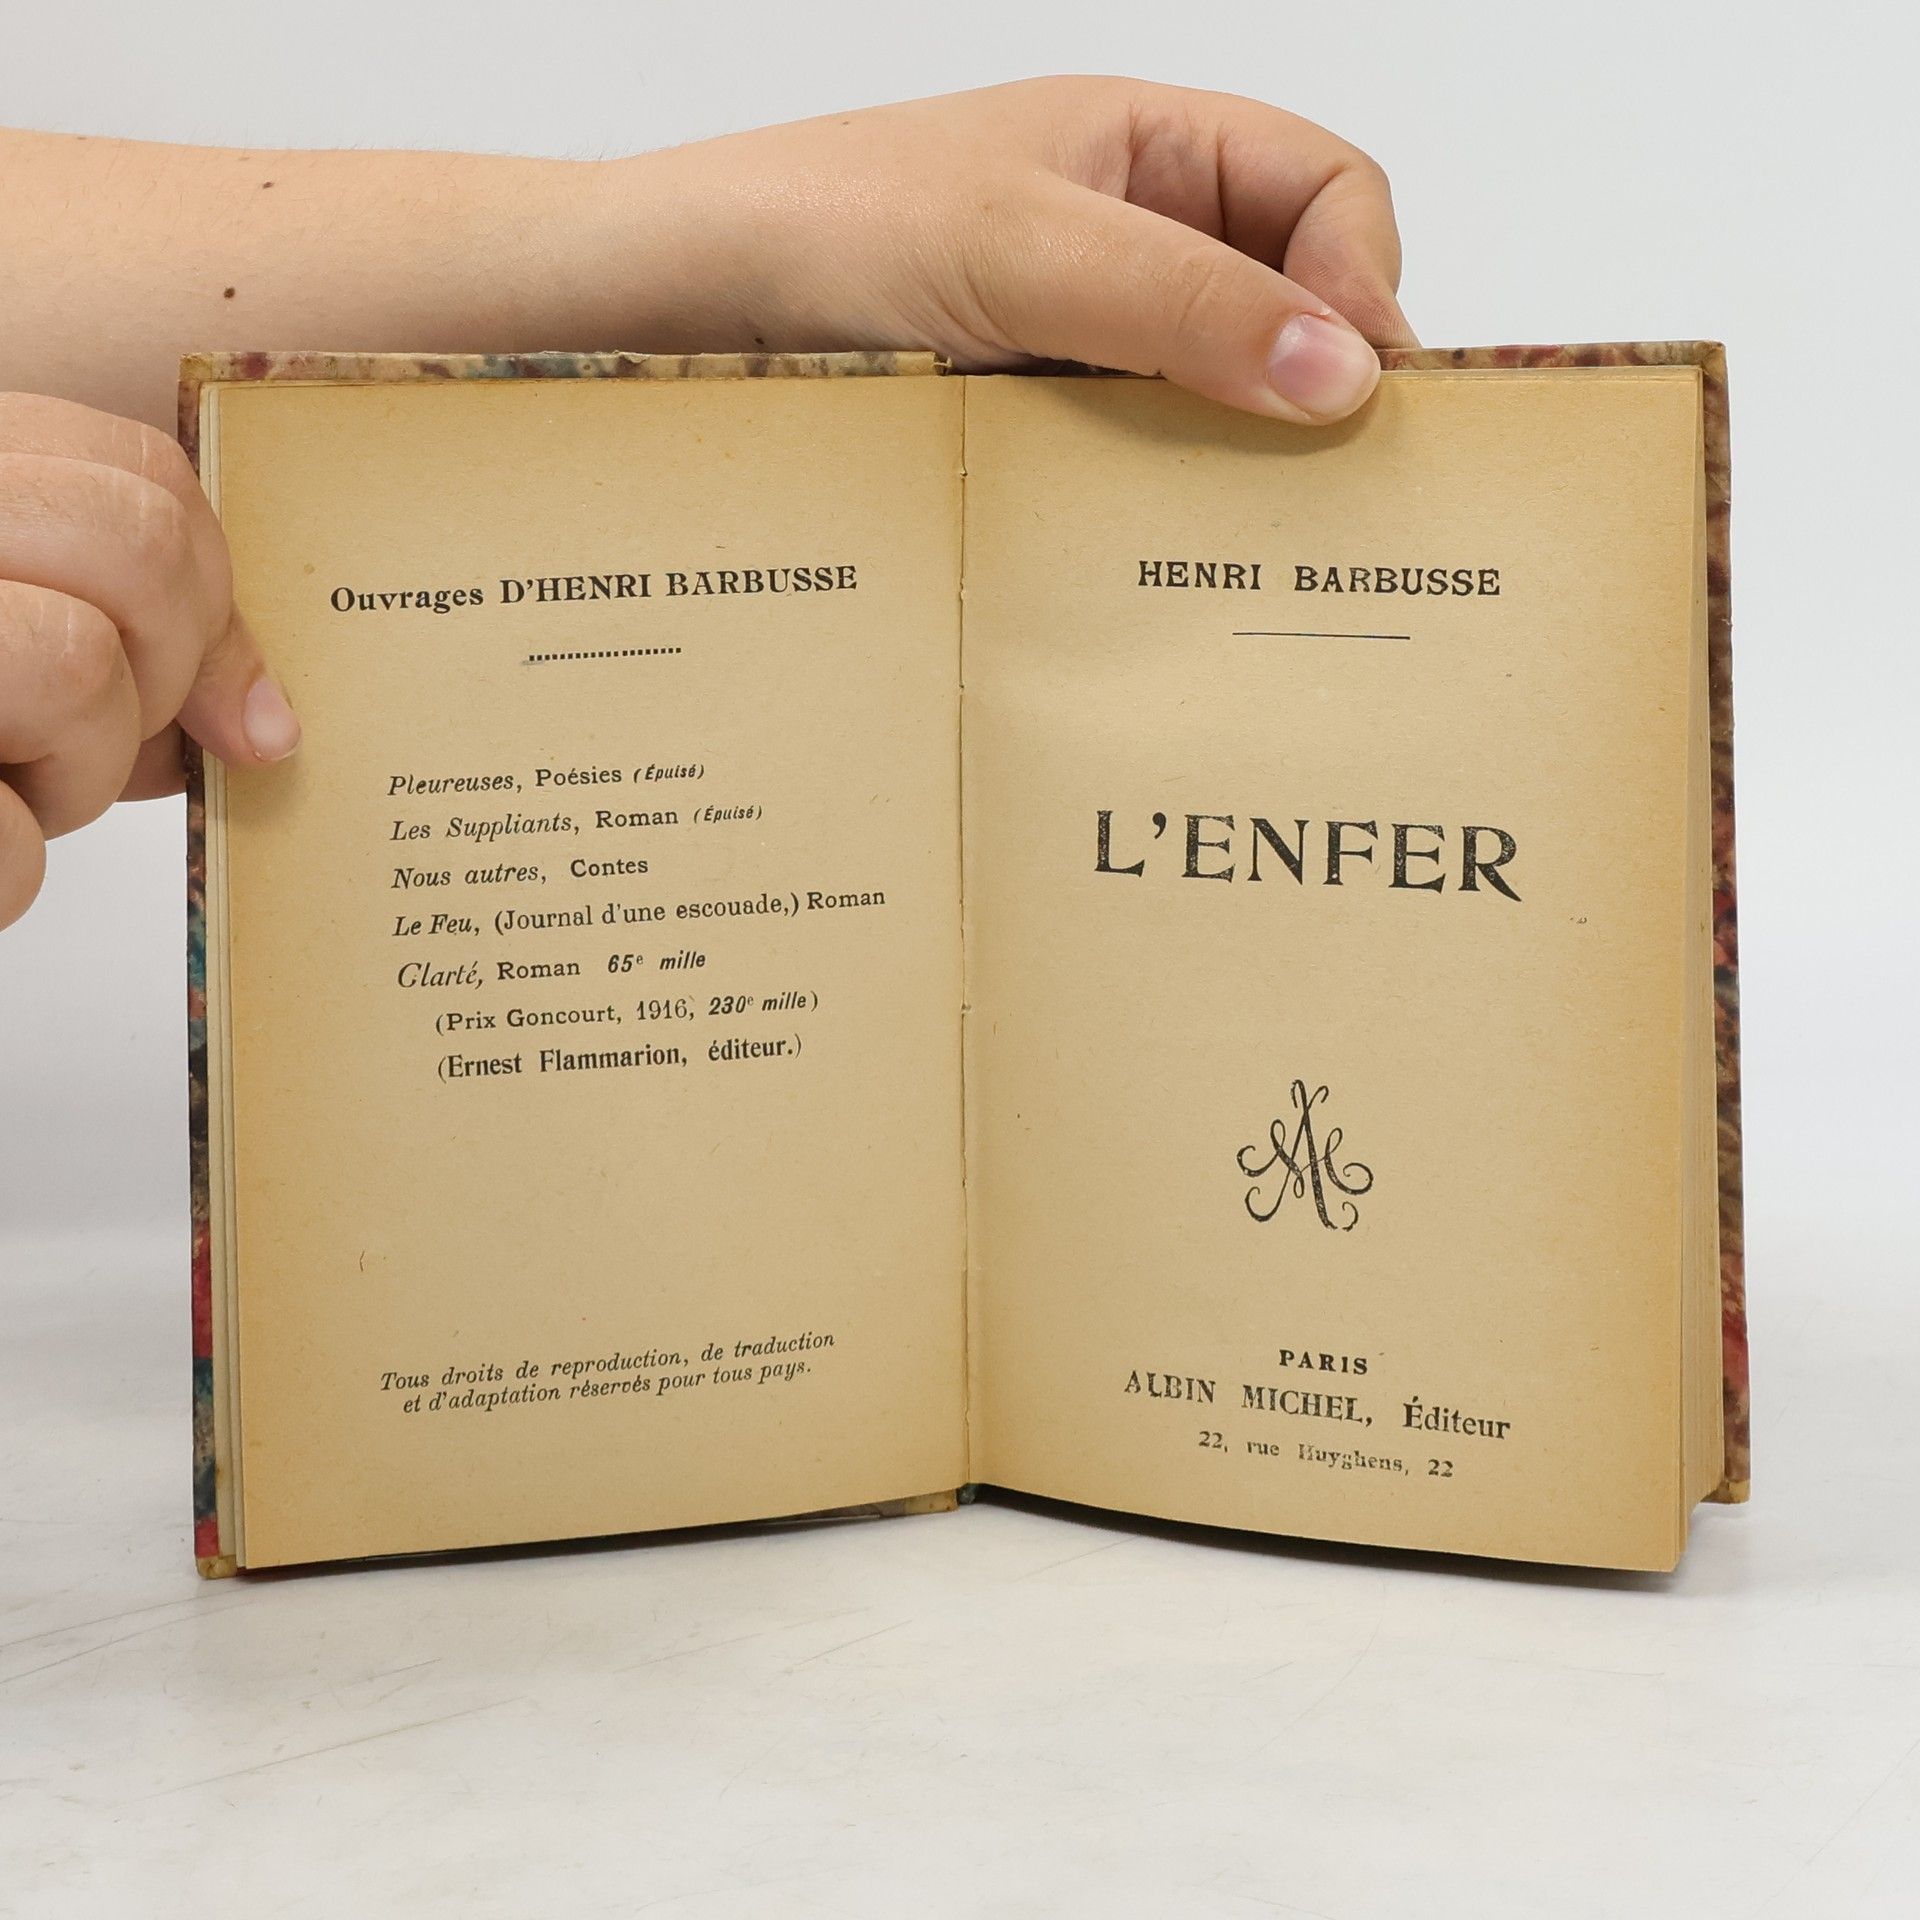 Ouvrages D'HENRI BARBUSSE
Pleureuses, Poésies (Épuisé)
Les Suppliants, Roman (Épuisé)
Nous autres, Contes
Le Feu, (Journal d'une escouade,) Roman
Clarté, Roman 65e mille
(Prix Goncourt, 1916, 230e mille)
(Ernest Flammarion, éditeur.)
Tous droits de reproduction, de traduction
et d'adaptation réservés pour tous pays.
HENRI BARBUSSE
L'ENFER
PARIS
ALBIN MICHEL, Éditeur
22, rue Huyghens, 22